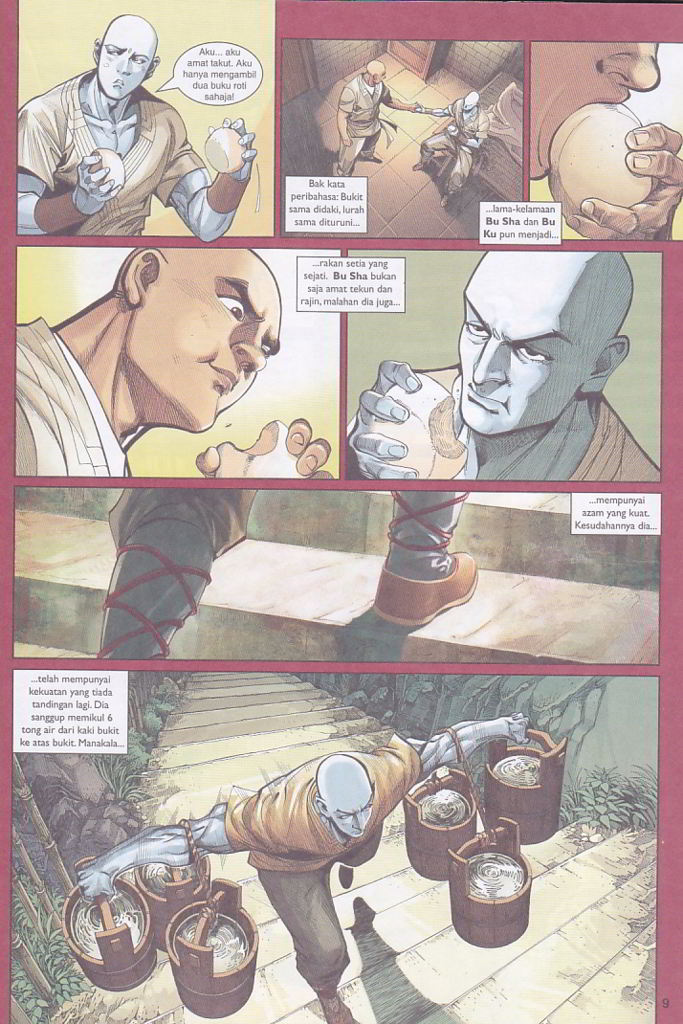 Aku... aku
amat takut. Aku
hanya mengambil
dua buku roti
sahaja!
Bak kata
peribahasa: Bukit
sama didaki, lurah
sama dituruni...
...lama-kelamaan
Bu Sha dan Bu
Ku pun menjadi...
...rakan setia yang
sejati. Bu Sha bukan
saja amat tekun dan
rajin, malahan dia juga...
...mempunyai
azam yang kuat.
Kesudahannya dia...
...telah mempunyai
kekuatan yang tiada
tandingan lagi. Dia
sanggup memikul 6
tong air dari kaki bukit
ke atas bukit. Manakala...
9